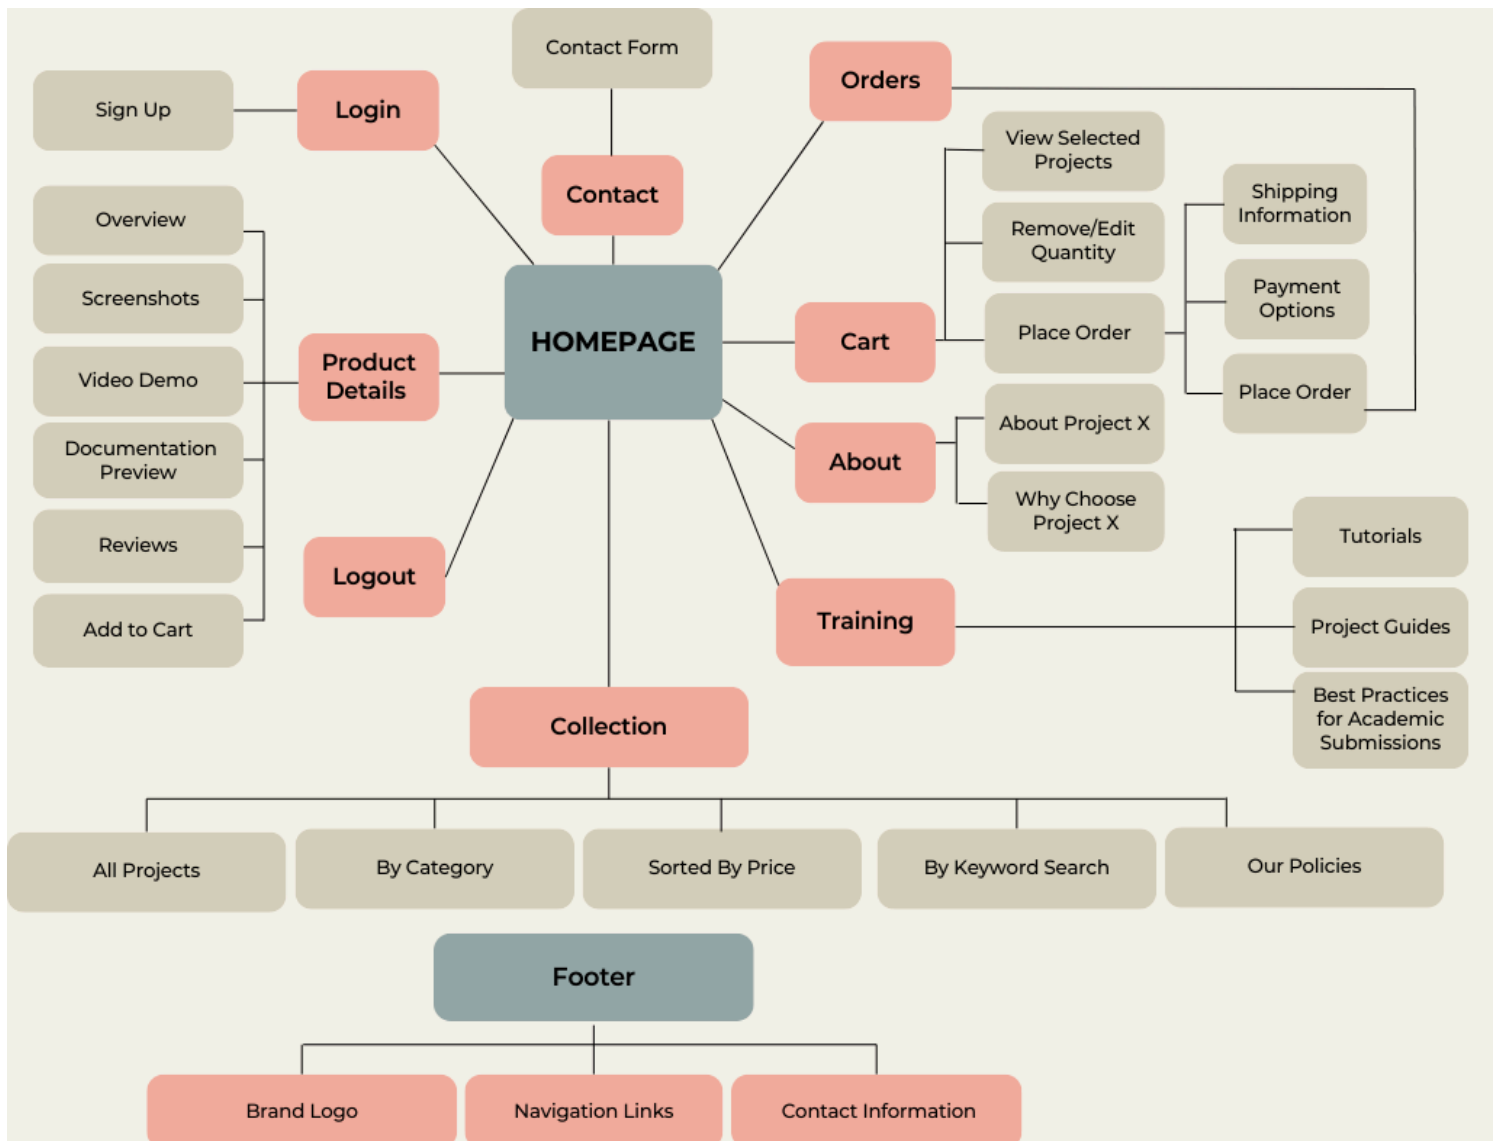 Contact Form
Orders
Sign Up
Login
View Selected
Projects
Contact
Shipping
Information
Overview
Remove/Edit
Quantity
Screenshots
Payment
Options
HOMEPAGE
Cart
Place Order
Product
Details
Video Demo
Place Order
About Project X
Documentation
Preview
About
Why Choose
Project X
Reviews
Tutorials
Logout
Add to Cart
Training
Project Guides
Best Practices
for Academic
Submissions
Collection
All Projects
By Category
Sorted By Price
By Keyword Search
Our Policies
Footer
Brand Logo
Navigation Links
Contact Information